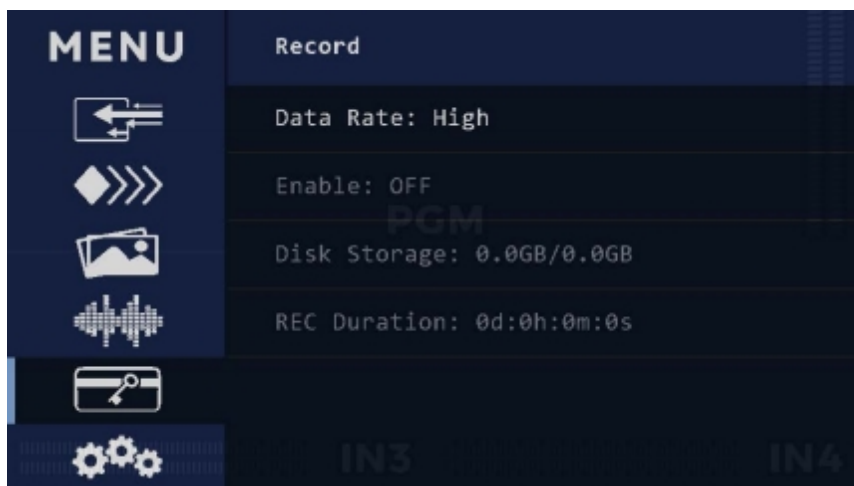 MENU
Record
Data Rate: High
Enable: OFF
PGM
Disk Storage: 0.0GB/0.0GB
REC Duration: 0d:0h:0m:0s
IN3
IN4